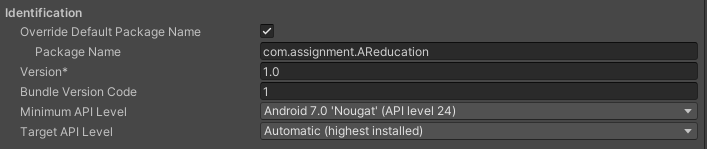 Identification
Override Default Package Name
Package Name com.assignment.AReducation
Version* 1.0
Bundle Version Code 1
Minimum API Level Android 7.0 'Nougat' (API level 24)
Target API Level Automatic (highest installed)